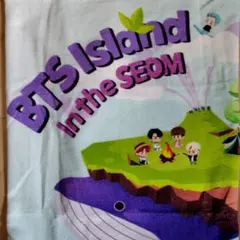 BTS Island
In the SEOM